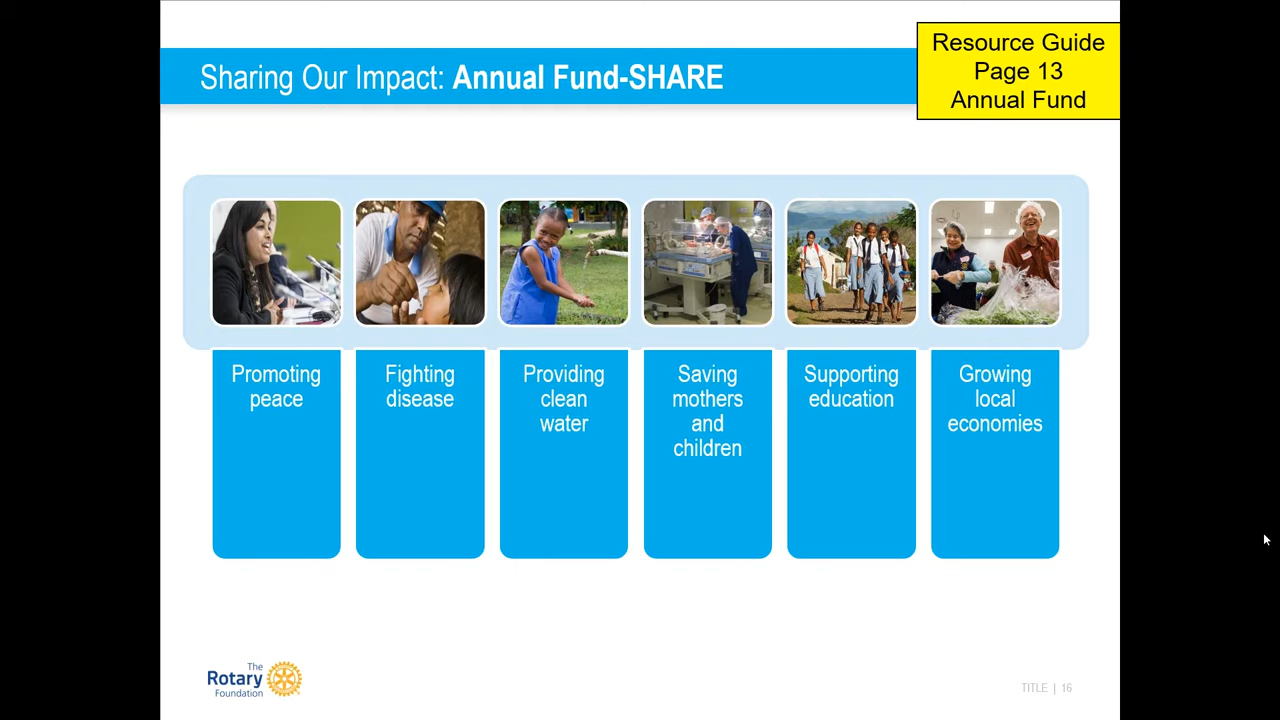 Resource Guide
Page 13
Annual Fund
Sharing Our Impact: Annual Fund-SHARE
Promoting
peace
Fighting
disease
Providing
clean
water
Saving
mothers
and
children
Supporting
education
Growing
local
economies
The
Rotary
Foundation
TITLE | 16